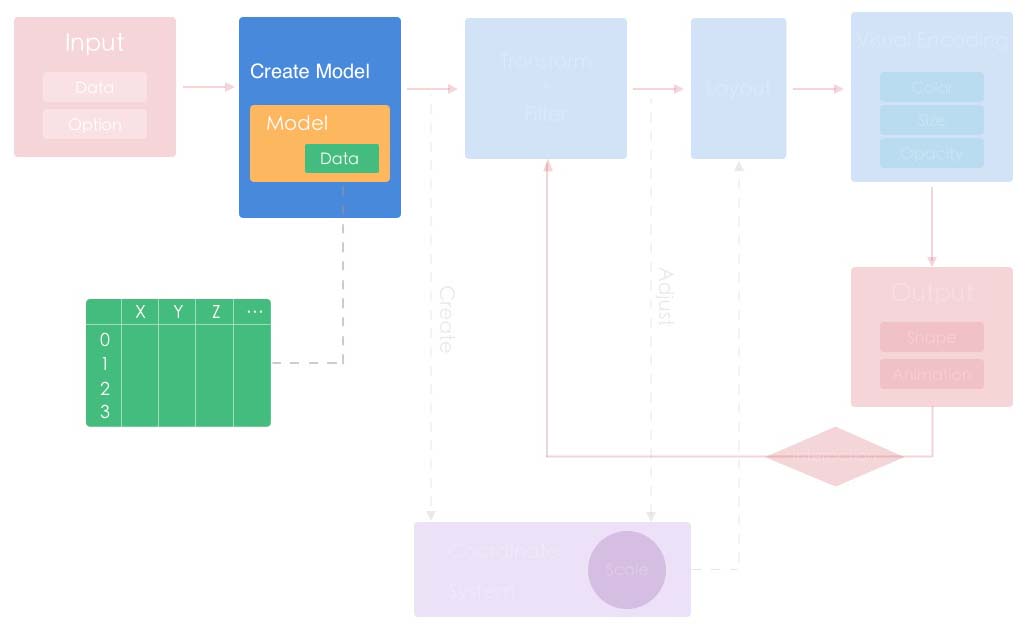 Input
Data
Option
Create Model
Model
Data
Transform
+
Filter
Layout
Visual Encoding
Color
Size
Opacity
X Y Z ...
0
1
2
3
Create
Adjust
Output
Shape
Animation
Interaction
Coordinate
System
Scale